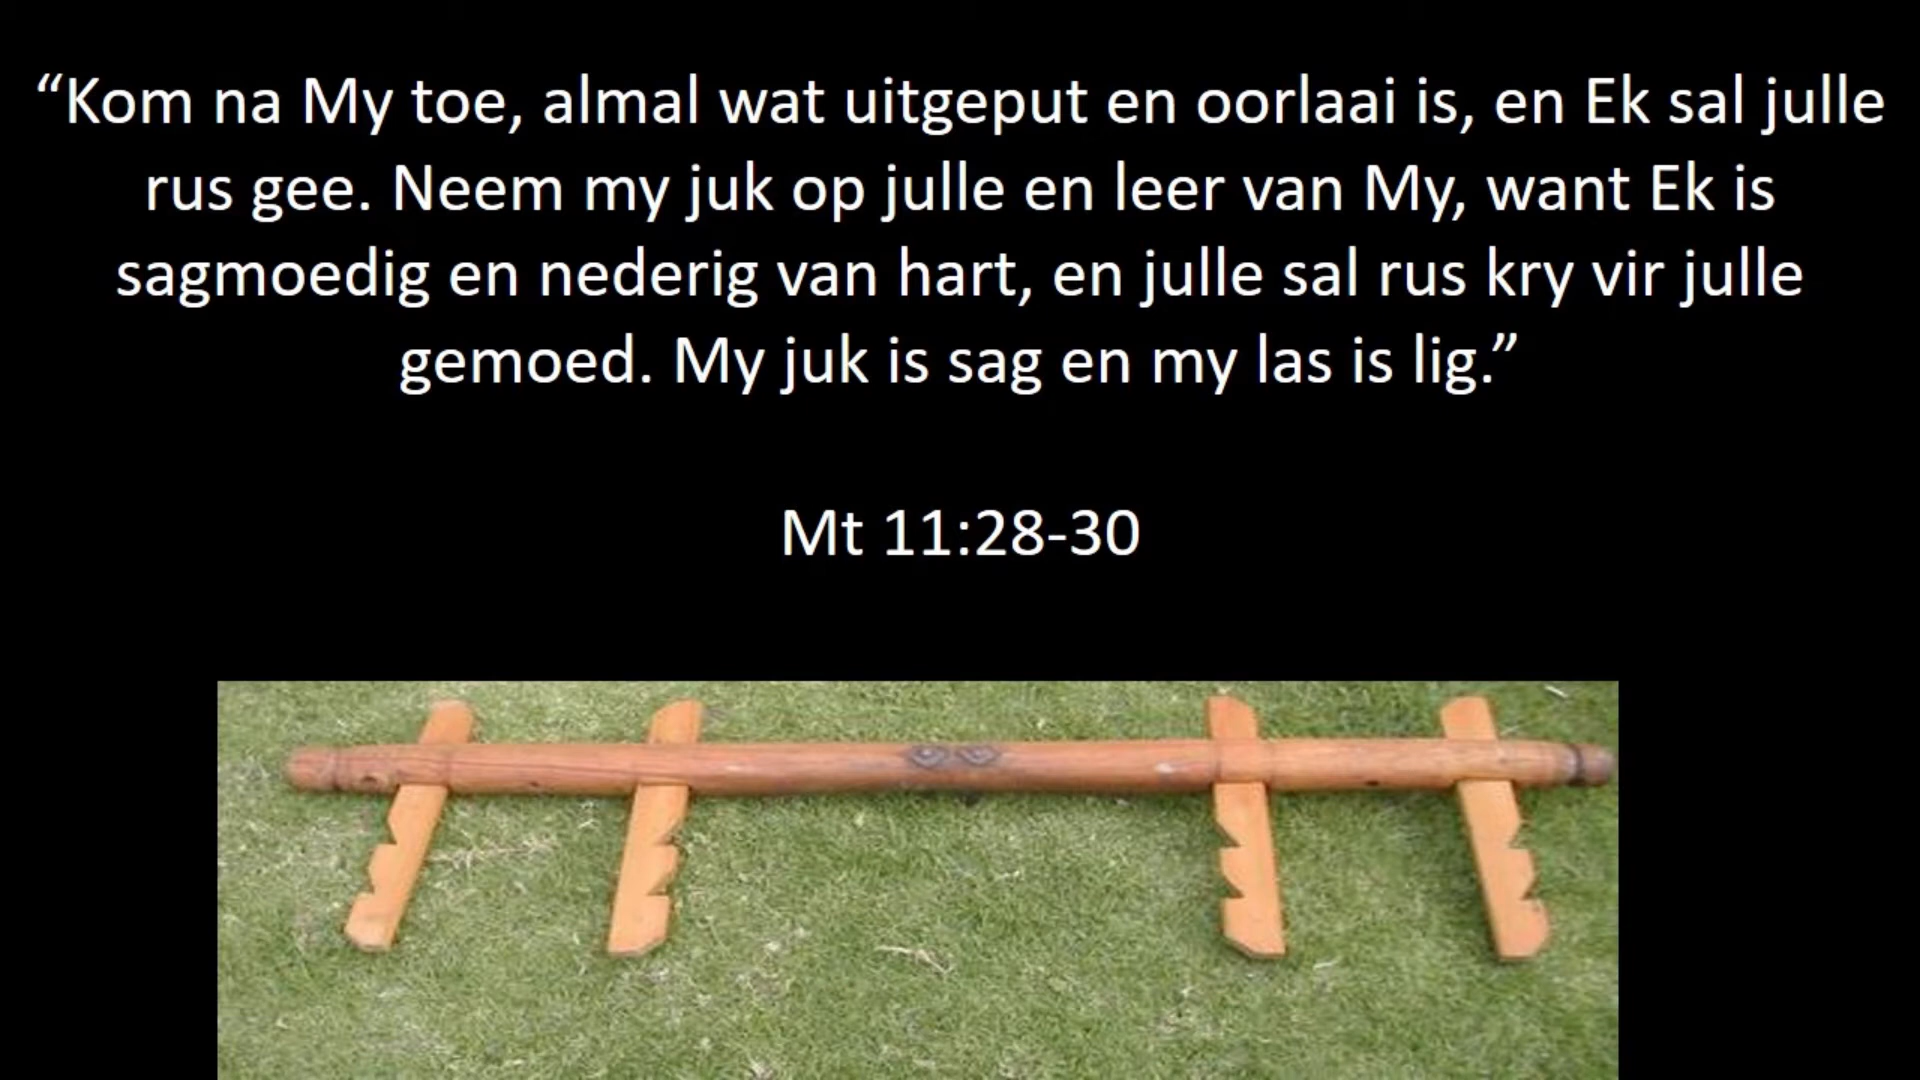 “Kom na My toe, almal wat uitgeput en oorlaai is, en Ek sal julle
rus gee. Neem my juk op julle en leer van My, want Ek is
sagmoedig en nederig van hart, en julle sal rus kry vir julle
gemoed. My juk is sag en my las is lig.”
Mt 11:28-30